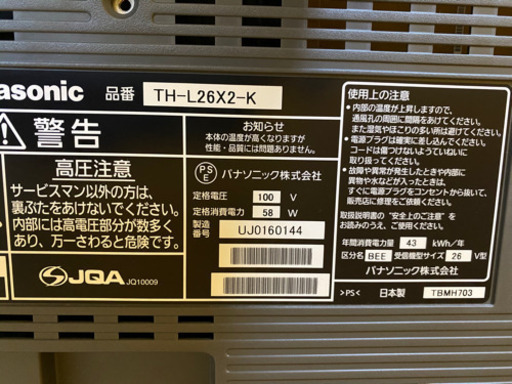 asonic 品番 TH-L26X2-K
警告
高圧注意
サービスマン以外の方は、
裏ぶたをあけないでください。
内部には高電圧部分が数多く
あり、万一さわると危険です。
SJQA JQ10009
お知らせ
本体の温度が高くなりますが、
性能・品質には問題ありません。
PSE パナソニック株式会社
定格電圧 100 V
定格消費電力 58 W
製造番号 UJ0160144
使用上の注意
・内部の温度が上昇しますので、
通風孔の周囲に間隔をあけてください。
また湿気やほこりの多い所は避けてください。
・電源プラグは確実に差し込んでください。
コードは傷つけないようていねいに
取り扱ってください。
・故障や異常が発生したときや内部に
異物や水などが入ったときは、
すぐに電源プラグをコンセントから抜いて、
販売店に修理をご依頼ください。
取扱説明書の“安全上のご注意”を
お読みのうえ、ご使用ください。
年間消費電力量 43 kWh/年
区分名 BEE 受信機型サイズ 26 V型
パナソニック株式会社
>PS< 日本製 TBMH703